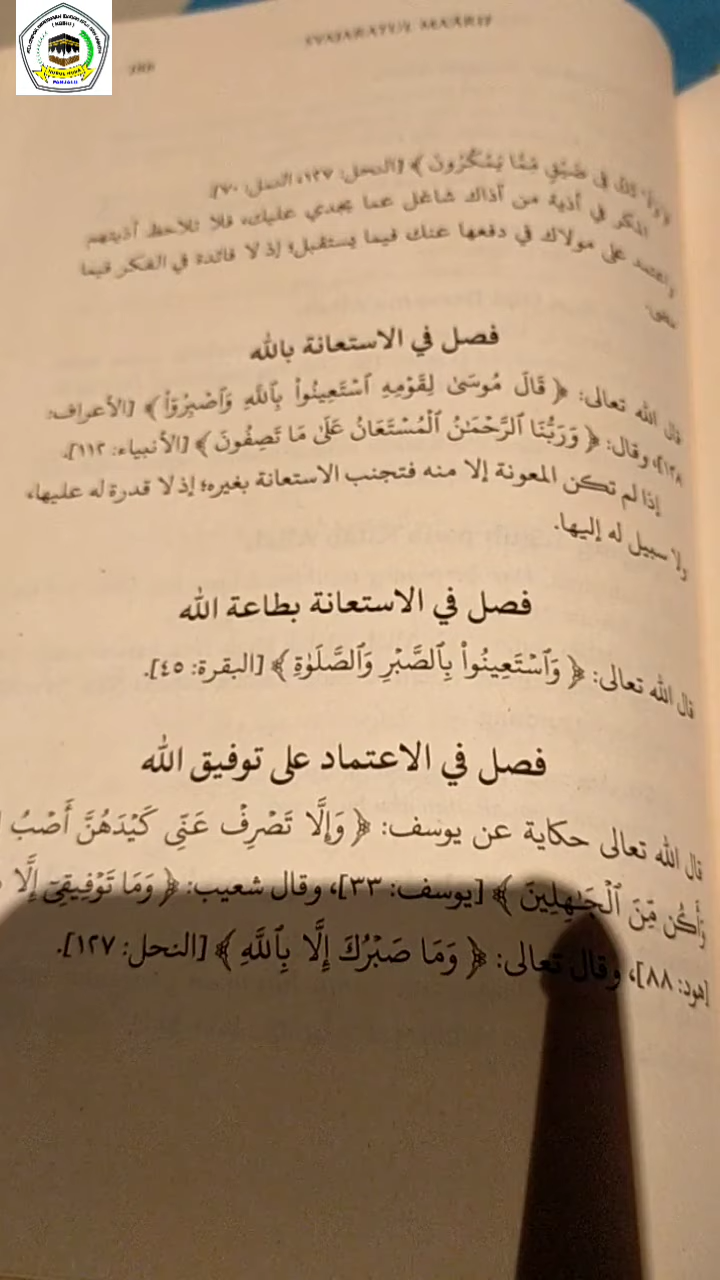 SYAJARATUL MA'ARIF
NURUL HUDA
فِى ضَيْقٍ مِّمَّا يَمْكُرُونَ ﴾ [النحل: ١٢٧، النمل: ٧٠].
الفكر في أذية من آذاك شاغل عما يجدي عليك، فلا تلاحظ أذيتهم
واعتمد على مولاك في دفعها عنك فيما يستقبل؛ إذ لا فائدة في الفكر فيما
مضى.
فصل في الاستعانة بالله
قال الله تعالى: ﴿ قَالَ مُوسَىٰ لِقَوْمِهِ ٱسْتَعِينُوا۟ بِٱللَّهِ وَٱصْبِرُوٓا۟ ﴾ [الأعراف:
١٢٨]، وقال: ﴿ وَرَبُّنَا ٱلرَّحْمَـٰنُ ٱلْمُسْتَعَانُ عَلَىٰ مَا تَصِفُونَ ﴾ [الأنبياء: ١١٢].
إذا لم تكن المعونة إلا منه فتجنب الاستعانة بغيره؛ إذ لا قدرة له عليها،
ولا سبيل له إليها.
فصل في الاستعانة بطاعة الله
قال الله تعالى: ﴿ وَٱسْتَعِينُوا۟ بِٱلصَّبْرِ وَٱلصَّلَوٰةِ ﴾ [البقرة: ٤٥].
فصل في الاعتماد على توفيق الله
قال الله تعالى حكاية عن يوسف: ﴿ وَإِلَّا تَصْرِفْ عَنِّى كَيْدَهُنَّ أَصْبُ
وَأَكُن مِّنَ ٱلْجَـٰهِلِينَ ﴾ [يوسف: ٣٣]، وقال شعيب: ﴿ وَمَا تَوْفِيقِىٓ إِلَّا
[هود: ٨٨]، وقال تعالى: ﴿ وَمَا صَبْرُكَ إِلَّا بِٱللَّهِ ﴾ [النحل: ١٢٧].